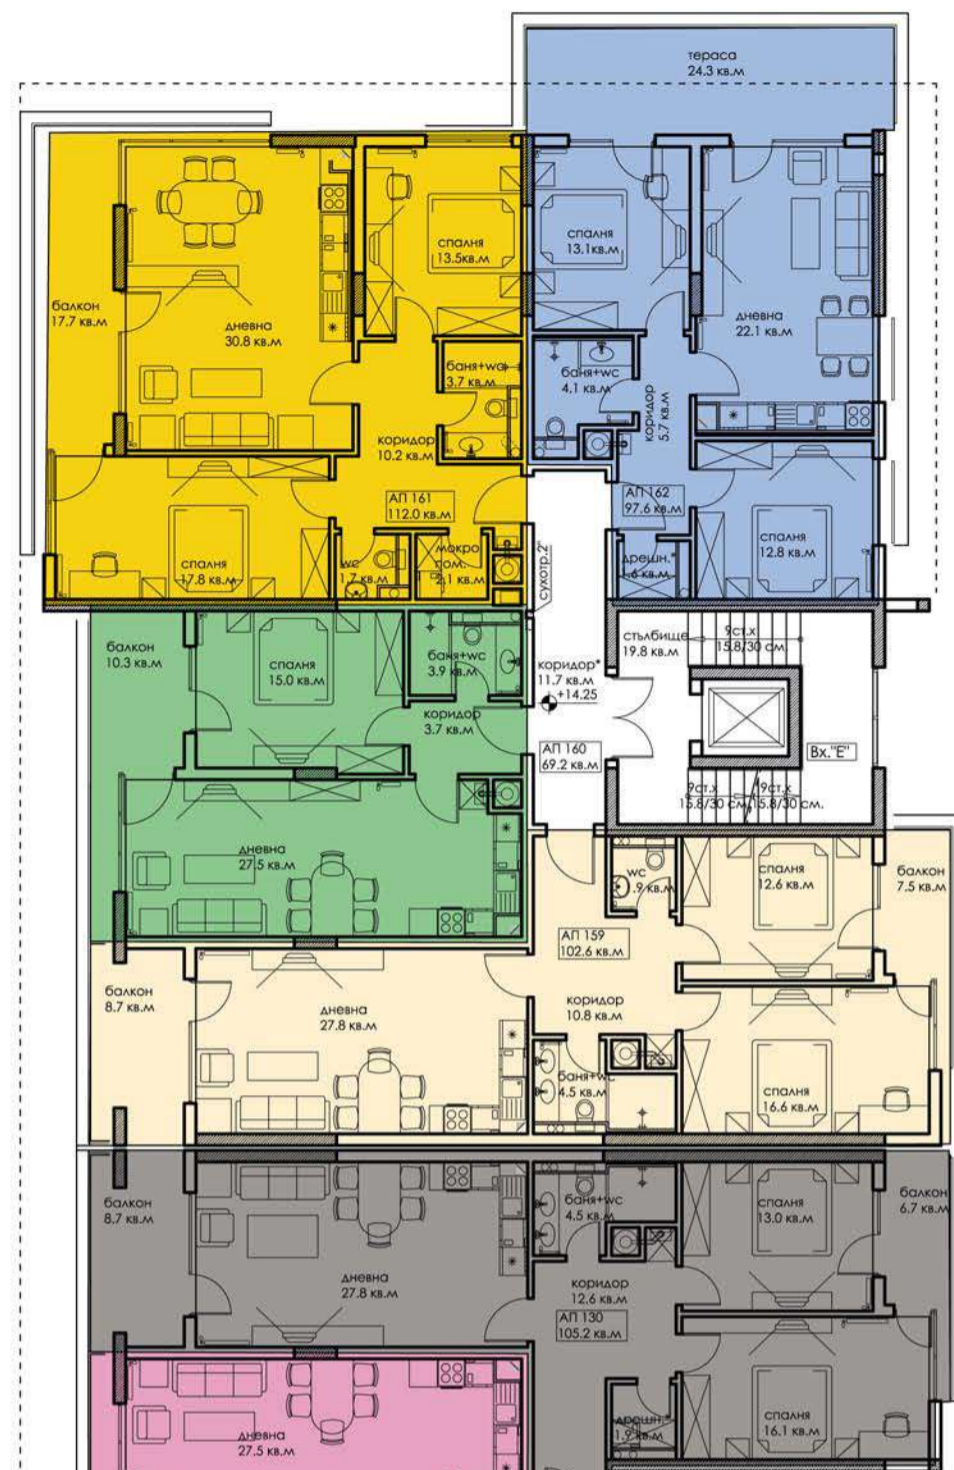 тераса
24.3 кв.м
спалня
13.5кв.м
спалня
13.1кв.м
балкон
17.7 кв.м
дневна
30.8 кв.м
дневна
22.1 кв.м
баня+wc
3.7 кв.м
баня+wc
4.1 кв.м
коридор
5.7 кв.м
коридор
10.2 кв.м
АП 161
112.0 кв.м
АП 162
97.6 кв.м
спалня
12.8 кв.м
спалня
17.8 кв.м
wc
1.7 кв.м
мокро
пом.
2.1 кв.м
сухотр.2"
дрешн.
балкон
10.3 кв.м
спалня
15.0 кв.м
баня+wc
3.9 кв.м
коридор
3.7 кв.м
коридор*
11.7 кв.м
+14.25
стълбище
19.8 кв.м
9ст.х
15.8/30 см.
АП 160
69.2 кв.м
Вх."Е"
9ст.х
15.8/30 см.
9ст.х
15.8/30 см.
дневна
27.5 кв.м
wc
спалня
12.6 кв.м
балкон
7.5 кв.м
АП 159
102.6 кв.м
балкон
8.7 кв.м
дневна
27.8 кв.м
коридор
10.8 кв.м
баня+wc
4.5 кв.м
спалня
16.6 кв.м
балкон
8.7 кв.м
баня+wc
4.5 кв.м
спалня
13.0 кв.м
балкон
6.7 кв.м
дневна
27.8 кв.м
коридор
12.6 кв.м
АП 130
105.2 кв.м
дневна
27.5 кв.м
дрешн.
1.9 кв.м
спалня
16.1 кв.м